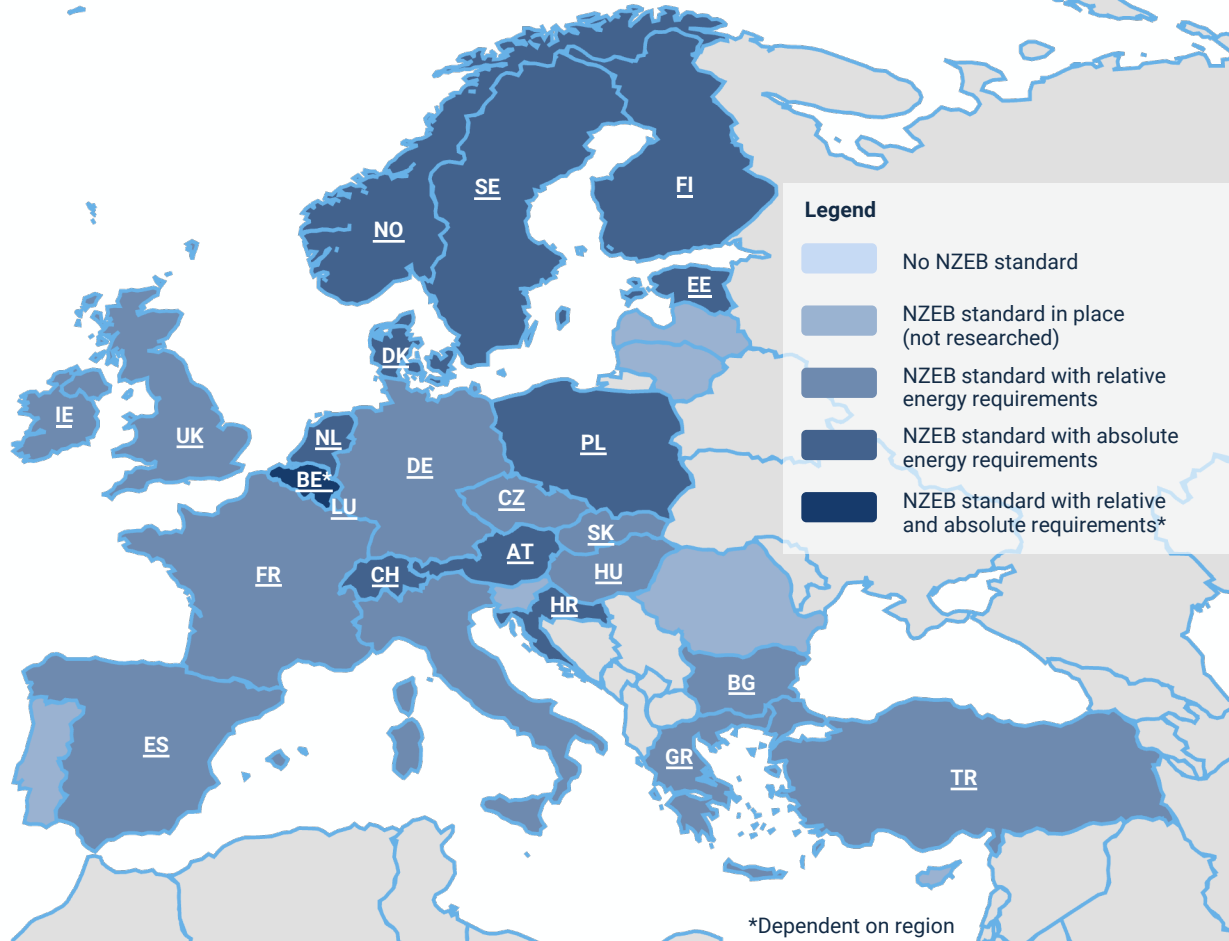 SE
FI
NO
EE
DK
IE
UK
NL
PL
BE*
DE
LU
CZ
SK
AT
FR
CH
HU
HR
BG
ES
GR
TR
Legend
No NZEB standard
NZEB standard in place
(not researched)
NZEB standard with relative
energy requirements
NZEB standard with absolute
energy requirements
NZEB standard with relative
and absolute requirements*
*Dependent on region